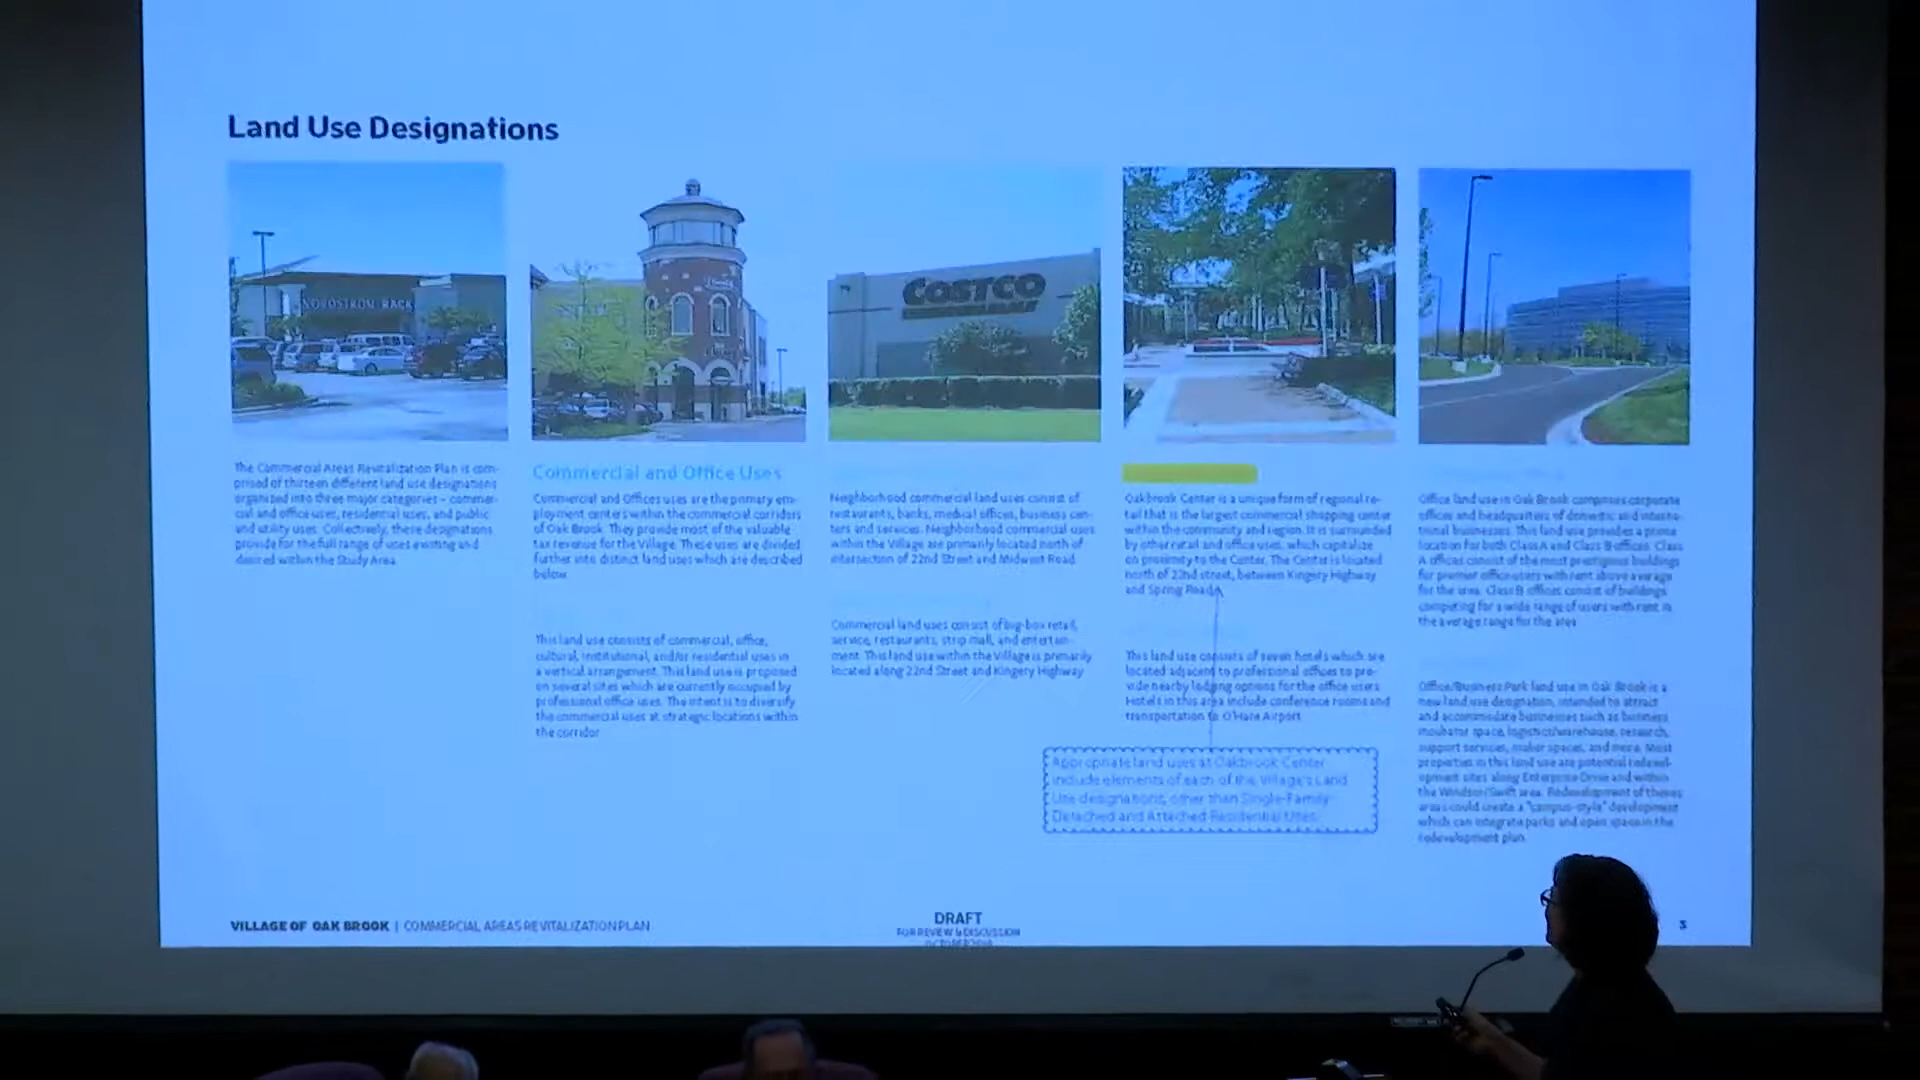 Land Use Designations
NORDSTROM RACK
COSTCO
The Commercial Areas Revitalization Plan is com-
prised of thirteen different land use designations
organized into three major categories – commer-
cial and office uses, residential uses, and public
and utility uses. Collectively, these designations
provide for the full range of uses existing and
desired within the Study Area.
Commercial and Office Uses
Commercial and Offices uses are the primary em-
ployment centers within the commercial corridors
of Oak Brook. They provide most of the valuable
tax revenue for the Village. These uses are divided
further into distinct land uses which are described
below.
This land use consists of commercial, office,
cultural, institutional, and/or residential uses in
a vertical arrangement. This land use is proposed
on several sites which are currently occupied by
professional office uses. The intent is to diversify
the commercial uses at strategic locations within
the corridor.
Neighborhood commercial land uses consist of
restaurants, banks, medical offices, business cen-
ters and services. Neighborhood commercial uses
within the Village are primarily located north of
intersection of 22nd Street and Midwest Road.
Commercial land uses consist of big-box retail,
service, restaurants, strip mall, and entertain-
ment. This land use within the Village is primarily
located along 22nd Street and Kingery Highway.
Oakbrook Center is a unique form of regional re-
tail that is the largest commercial shopping center
within the community and region. It is surrounded
by other retail and office uses, which capitalize
on proximity to the Center. The Center is located
north of 22nd street, between Kingery Highway
and Spring Road.
This land use consists of seven hotels which are
located adjacent to professional offices to pro-
vide nearby lodging options for the office users.
Hotels in this area include conference rooms and
transportation to O'Hare Airport.
Appropriate land uses at Oakbrook Center
include elements of each of the Village's Land
Use designations, other than Single-Family
Detached and Attached Residential Uses.
Office land use in Oak Brook comprises corporate
offices and headquarters of domestic and interna-
tional businesses. This land use provides a prime
location for both Class A and Class B offices. Class
A offices consist of the most prestigious buildings
for premier office users with rent above average
for the area. Class B offices consist of buildings
competing for a wide range of users with rent in
the average range for the area.
Office/Business Park land use in Oak Brook is a
new land use designation, intended to attract
and accommodate businesses such as business
incubator space, logistics/warehouse, research,
support services, maker spaces, and more. Most
properties in this land use are potential redevel-
opment sites along Enterprise Drive and within
the Windsor/Swift area. Redevelopment of theses
areas could create a "campus-style" development
which can integrate parks and open space in the
redevelopment plan.
VILLAGE OF OAK BROOK | COMMERCIAL AREAS REVITALIZATION PLAN
DRAFT
FOR REVIEW & DISCUSSION
OCTOBER
3